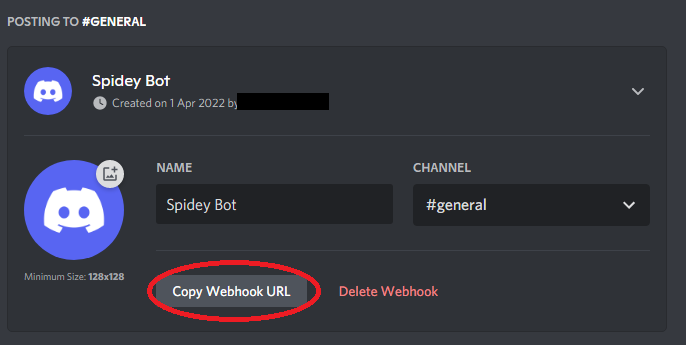 POSTING TO #GENERAL
Spidey Bot
Created on 1 Apr 2022 by
NAME
CHANNEL
Spidey Bot
#general
Minimum Size: 128x128
Copy Webhook URL
Delete Webhook